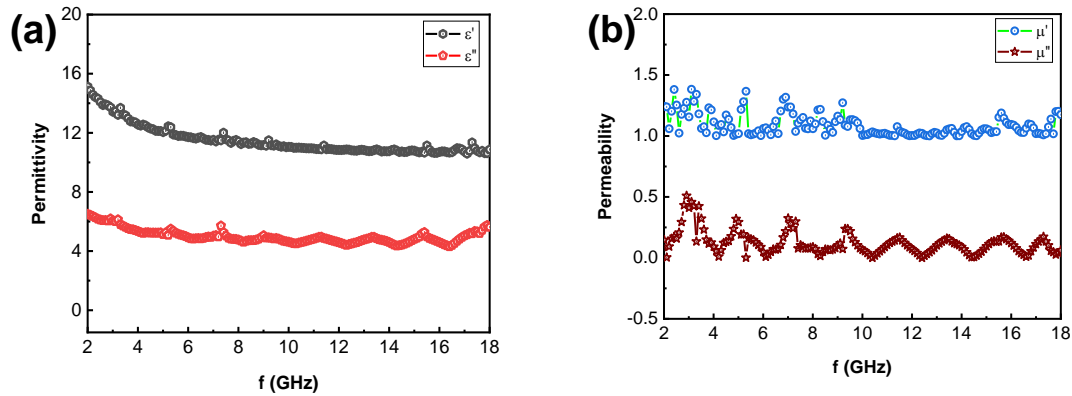 (a)
20
16
12
8
4
0
Permittivity
ε'
ε"
2 4 6 8 10 12 14 16 18
f (GHz)
(b)
2.0
1.5
1.0
0.5
0.0
-0.5
Permeability
μ'
μ"
2 4 6 8 10 12 14 16 18
f (GHz)